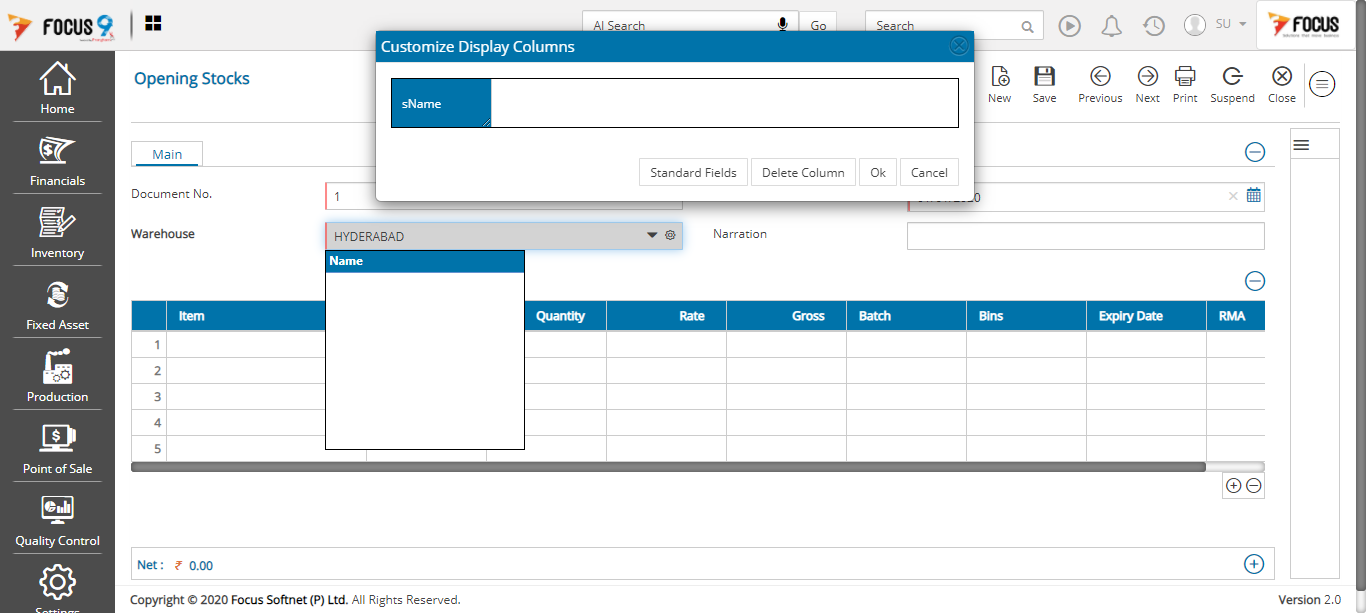 FOCUS 9
AI Search
Go
Search
SU
FOCUS
Customize Display Columns
sName
Standard Fields
Delete Column
Ok
Cancel
Opening Stocks
New
Save
Previous
Next
Print
Suspend
Close
Home
Financials
Inventory
Fixed Asset
Production
Point of Sale
Quality Control
Settings
Main
Document No.
1
Warehouse
HYDERABAD
Narration
Name
Item
Quantity
Rate
Gross
Batch
Bins
Expiry Date
RMA
1
2
3
4
5
Net : ₹ 0.00
Copyright © 2020 Focus Softnet (P) Ltd. All Rights Reserved.
Version 2.0